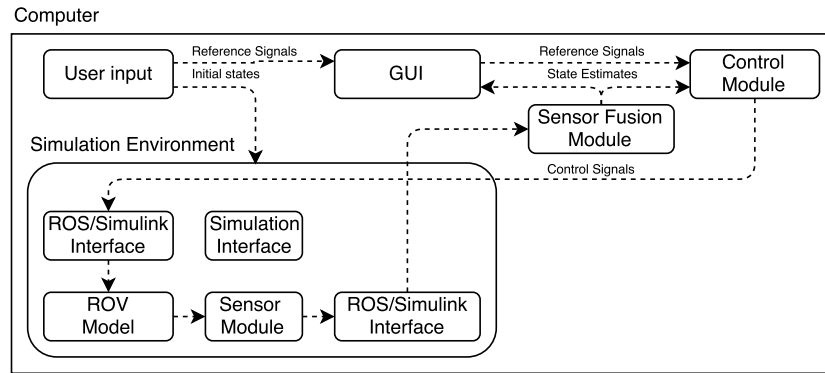 Computer
Reference Signals
Reference Signals
User input
GUI
Control
Module
Initial states
State Estimates
Sensor Fusion
Module
Simulation Environment
Control Signals
ROS/Simulink
Interface
Simulation
Interface
ROV
Model
Sensor
Module
ROS/Simulink
Interface